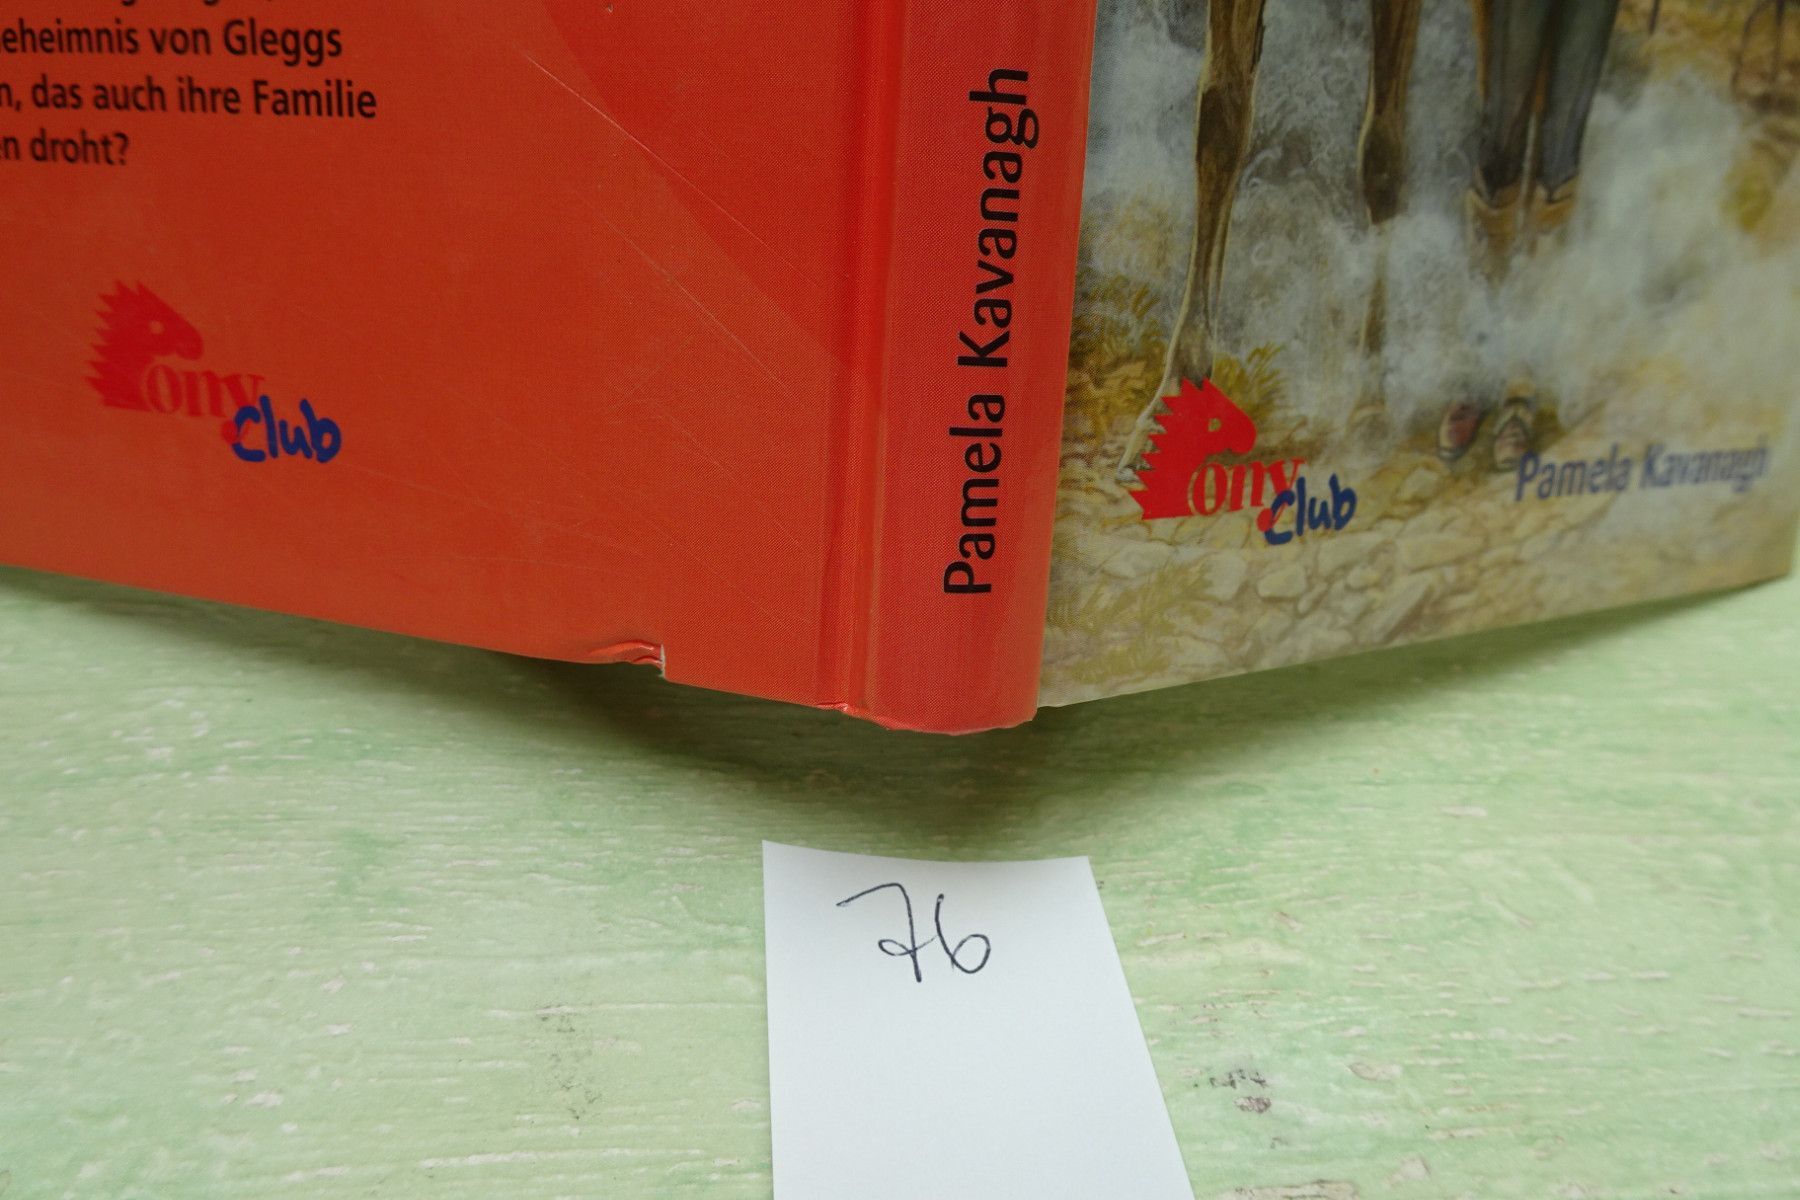 eheimnis von Gleggs
n, das auch ihre Familie
en droht?
Pony
Club
Pamela Kavanagh
Pony
Club
Pamela Kavanagh
76